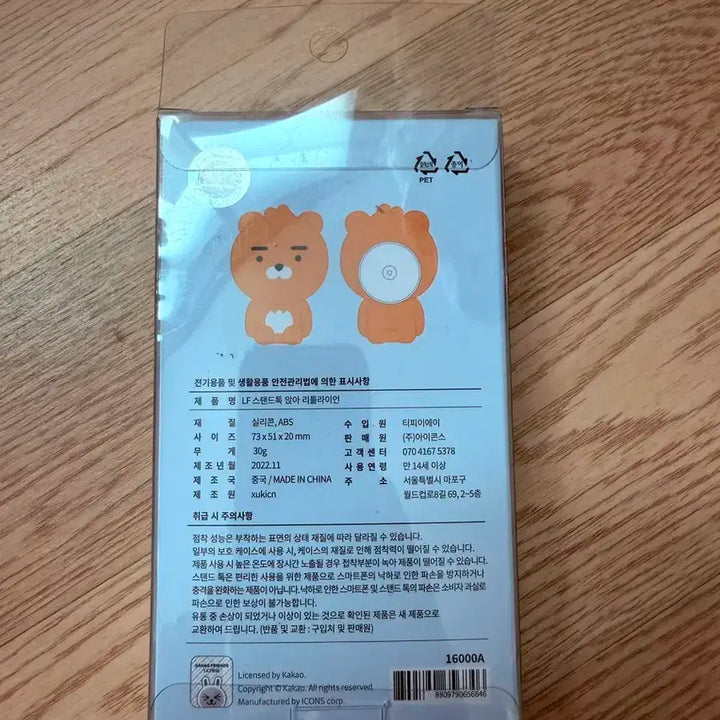 PET
전기용품 및 생활용품 안전관리법에 의한 표시사항
제 품 명 LF 스탠드톡 앉아 리틀라이언
재 질 실리콘, ABS 수 입 원 티피이에이
사 이 즈 73 x 51 x 20 mm 판 매 원 (주)아이콘스
무 게 30g 고객센터 070 4167 5378
제조년월 2022.11 사용연령 만 14세 이상
제 조 국 중국 / MADE IN CHINA 주 소 서울특별시 마포구
제 조 원 xukicn 월드컵로8길 69, 2~5층
취급 시 주의사항
점착 성능은 부착하는 표면의 상태 재질에 따라 달라질 수 있습니다.
일부의 보호 케이스에 사용 시, 케이스의 재질로 인해 점착력이 떨어질 수 있습니다.
제품 사용 시 높은 온도에 장시간 노출될 경우 접착부분이 녹아 제품이 떨어질 수 있습니다.
스탠드 톡은 편리한 사용을 위한 제품으로 스마트폰의 낙하로 인한 파손을 방지하거나
충격을 완화하는 제품이 아닙니다.낙하로 인한 스마트폰 및 스탠드 톡의 파손은 소비자 과실로
파손으로 인한 보상이 불가능합니다.
유통 중 손상이 되었거나 이상이 있는 것으로 확인된 제품은 새 제품으로
교환하여 드립니다. (반품 및 교환 : 구입처 및 판매원)
16000A
KAKAO FRIENDS
Licensed by Kakao.
Copyright © Kakao. All rights reserved.
Manufactured by ICONS corp.
8809790656846